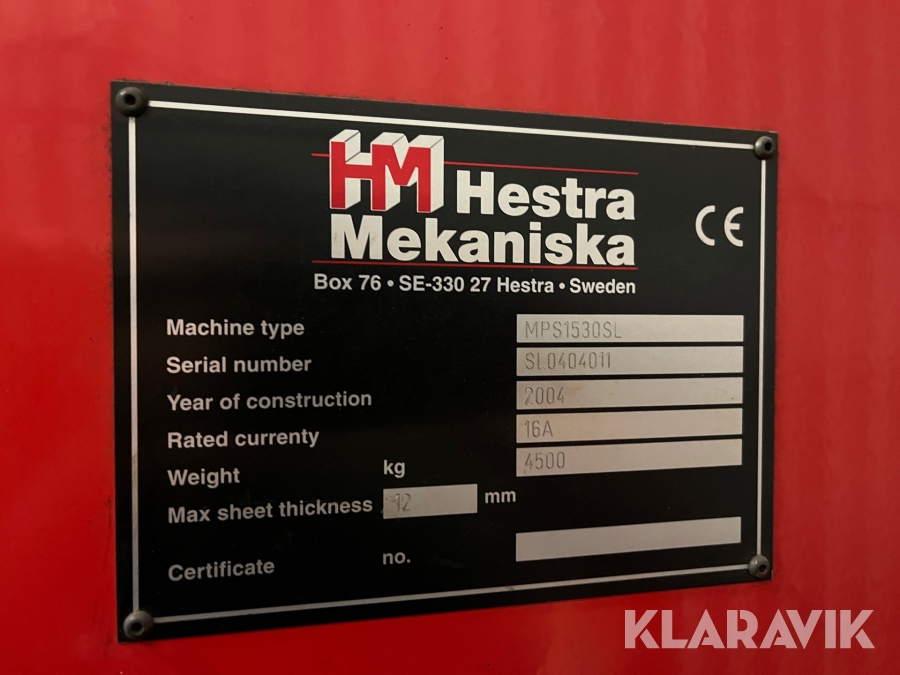 HM Hestra
Mekaniska
CE
Box 76 • SE-330 27 Hestra • Sweden
Machine type MPS1530SL
Serial number SL0404011
Year of construction 2004
Rated currenty 16A
Weight kg 4500
Max sheet thickness 12 mm
Certificate no.
KLARAVIK